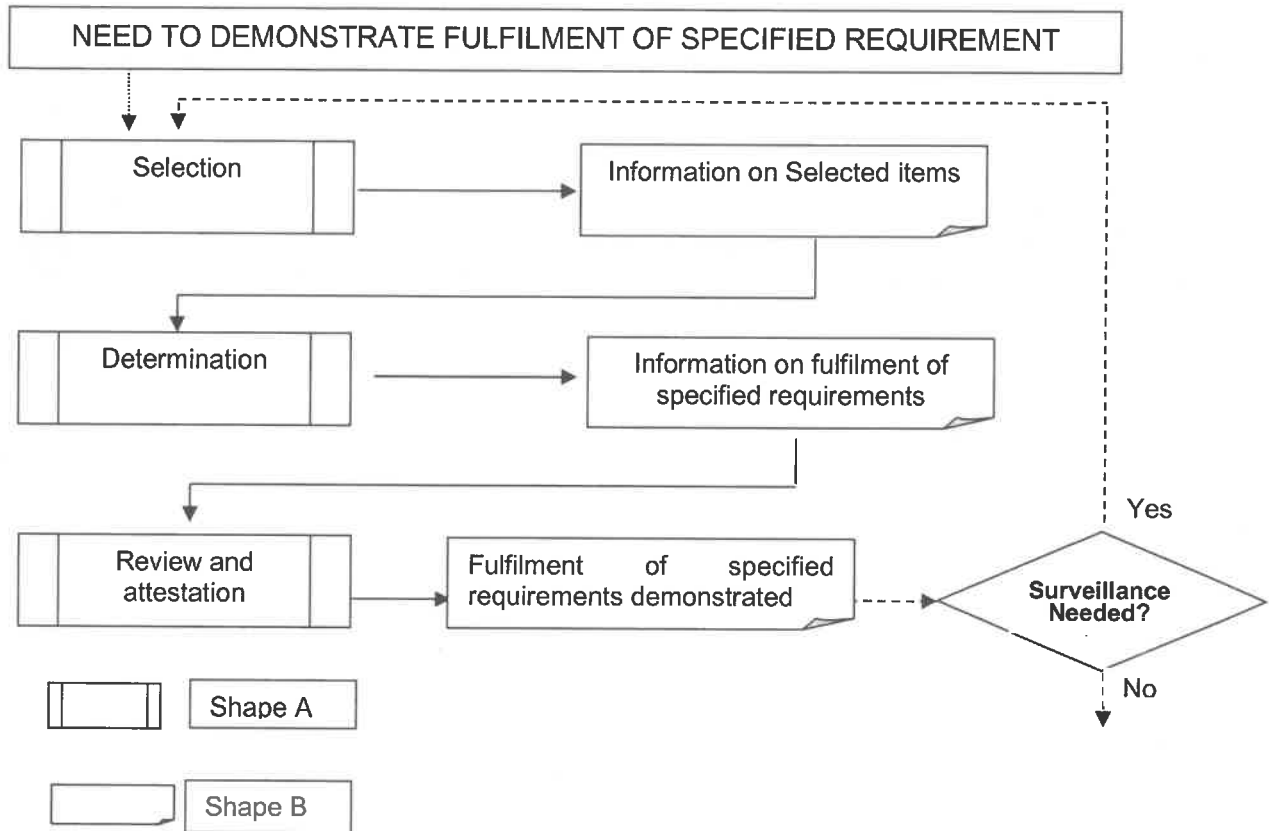 NEED TO DEMONSTRATE FULFILMENT OF SPECIFIED REQUIREMENT
Selection
Information on Selected items
Determination
Information on fulfilment of
specified requirements
Review and
attestation
Fulfilment of specified
requirements demonstrated
Yes
Surveillance
Needed?
No
Shape A
Shape B